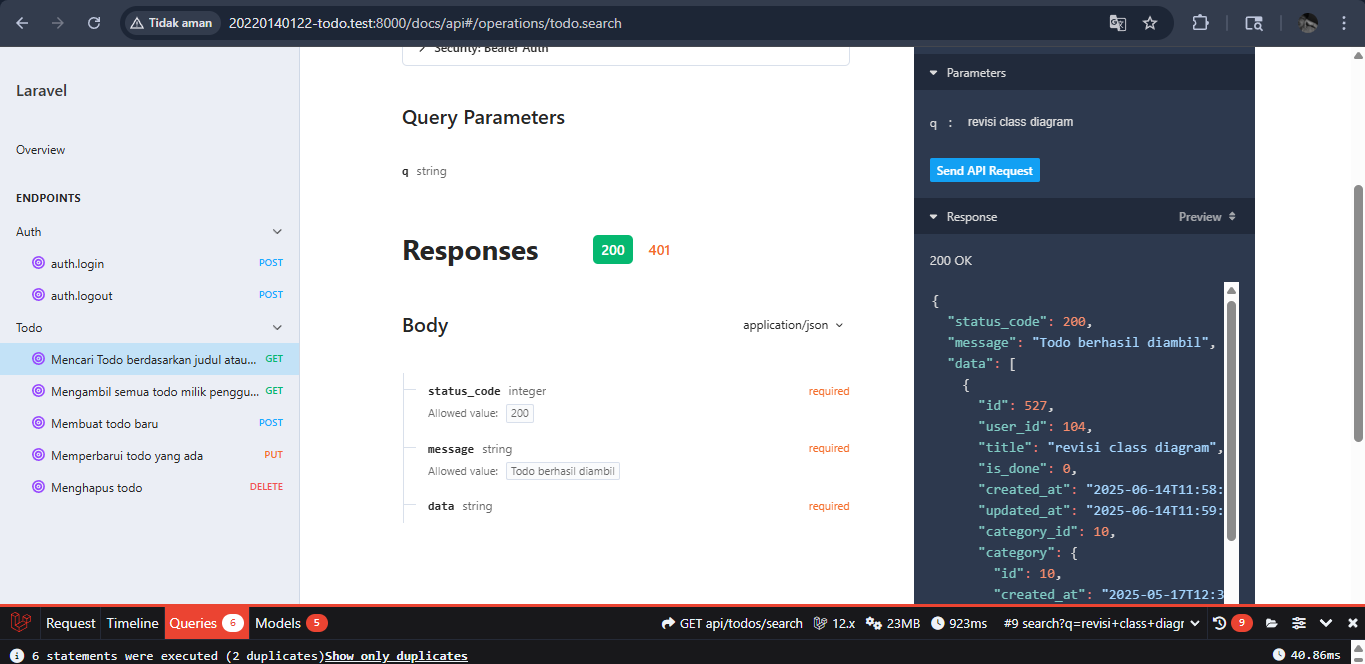 Tidak aman
20220140122-todo.test:8000/docs/api#/operations/todo.search
Laravel
Overview
ENDPOINTS
Auth
auth.login POST
auth.logout POST
Todo
Mencari Todo berdasarkan judul atau... GET
Mengambil semua todo milik penggu... GET
Membuat todo baru POST
Memperbarui todo yang ada PUT
Menghapus todo DELETE
Security: Bearer Auth
Query Parameters
q string
Responses 200 401
Body application/json
status_code integer required
Allowed value: 200
message string required
Allowed value: Todo berhasil diambil
data string required
Parameters
q : revisi class diagram
Send API Request
Response Preview
200 OK
{
"status_code": 200,
"message": "Todo berhasil diambil",
"data": [
{
"id": 527,
"user_id": 104,
"title": "revisi class diagram",
"is_done": 0,
"created_at": "2025-06-14T11:58:
"updated_at": "2025-06-14T11:59:
"category_id": 10,
"category": {
"id": 10,
"created_at": "2025-05-17T12:3
Request Timeline Queries 6 Models 5 GET api/todos/search 12.x 23MB 923ms #9 search?q=revisi+class+diagr 9
6 statements were executed (2 duplicates)Show only duplicates 40.86ms